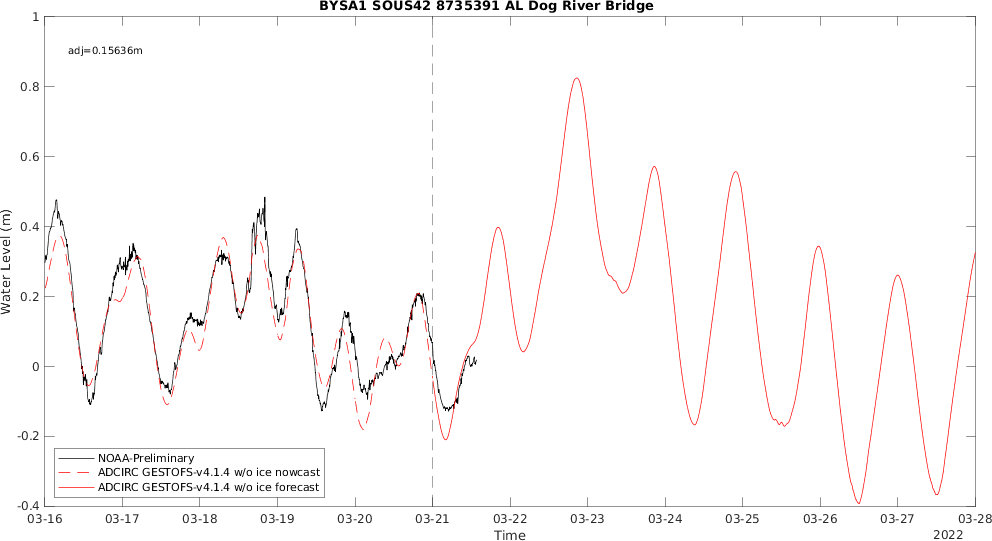 BYSA1 SOUS42 8735391 AL Dog River Bridge
adj=0.15636m
Water Level (m)
1
0.8
0.6
0.4
0.2
0
-0.2
-0.4
NOAA-Preliminary
ADCIRC GESTOFS-v4.1.4 w/o ice nowcast
ADCIRC GESTOFS-v4.1.4 w/o ice forecast
03-16 03-17 03-18 03-19 03-20 03-21 03-22 03-23 03-24 03-25 03-26 03-27 03-28
Time
2022